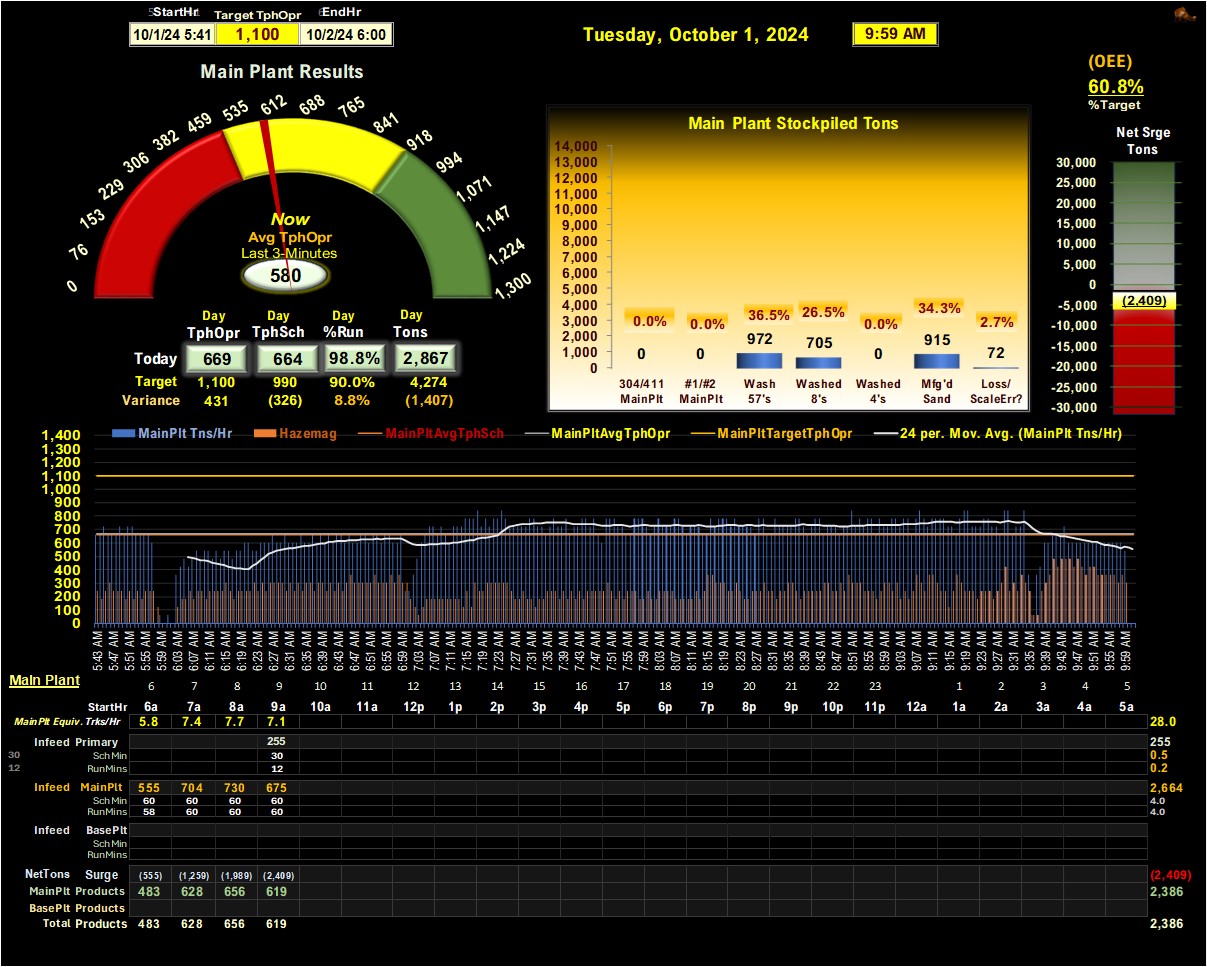 StartHr Target TphOpr EndHr
10/1/24 5:41 1,100 10/2/24 6:00
Tuesday, October 1, 2024 9:59 AM
(OEE)
60.8%
%Target
Main Plant Results
0 76 153 229 306 382 459 535 612 688 765 841 918 994 1,071 1,147 1,224 1,300
Now
Avg TphOpr
Last 3-Minutes
580
Day Day Day Day
TphOpr TphSch %Run Tons
Today 669 664 98.8% 2,867
Target 1,100 990 90.0% 4,274
Variance 431 (326) 8.8% (1,407)
Main Plant Stockpiled Tons
14,000
13,000
12,000
11,000
10,000
9,000
8,000
7,000
6,000
5,000
4,000
3,000
2,000
1,000
0
0.0% 0.0% 36.5% 26.5% 0.0% 34.3% 2.7%
0 0 972 705 0 915 72
304/411 #1/#2 Wash Washed Washed Mfg'd Loss/
MainPlt MainPlt 57's 8's 4's Sand ScaleErr?
Net Srge
Tons
30,000
25,000
20,000
15,000
10,000
5,000
0
-5,000
-10,000
-15,000
-20,000
-25,000
-30,000
(2,409)
MainPlt Tns/Hr Hazemag MainPltAvgTphSch MainPltAvgTphOpr MainPltTargetTphOpr 24 per. Mov. Avg. (MainPlt Tns/Hr)
1,400
1,300
1,200
1,100
1,000
900
800
700
600
500
400
300
200
100
0
5:43 AM 5:47 AM 5:51 AM 5:55 AM 5:59 AM 6:03 AM 6:07 AM 6:11 AM 6:15 AM 6:19 AM 6:23 AM 6:27 AM 6:31 AM 6:35 AM 6:39 AM 6:43 AM 6:47 AM 6:51 AM 6:55 AM 6:59 AM 7:03 AM 7:07 AM 7:11 AM 7:15 AM 7:19 AM 7:23 AM 7:27 AM 7:31 AM 7:35 AM 7:39 AM 7:43 AM 7:47 AM 7:51 AM 7:55 AM 7:59 AM 8:03 AM 8:07 AM 8:11 AM 8:15 AM 8:19 AM 8:23 AM 8:27 AM 8:31 AM 8:35 AM 8:39 AM 8:43 AM 8:47 AM 8:51 AM 8:55 AM 8:59 AM 9:03 AM 9:07 AM 9:11 AM 9:15 AM 9:19 AM 9:23 AM 9:27 AM 9:31 AM 9:35 AM 9:39 AM 9:43 AM 9:47 AM 9:51 AM 9:55 AM 9:59 AM
Main Plant 6 7 8 9 10 11 12 13 14 15 16 17 18 19 20 21 22 23 1 2 3 4 5
StartHr 6a 7a 8a 9a 10a 11a 12p 1p 2p 3p 4p 5p 6p 7p 8p 9p 10p 11p 12a 1a 2a 3a 4a 5a
MainPlt Equiv. Trks/Hr 5.8 7.4 7.7 7.1 28.0
Infeed Primary 255 255
30 Sch Min 30 0.5
12 RunMins 12 0.2
Infeed MainPlt 555 704 730 675 2,664
Sch Min 60 60 60 60 4.0
RunMins 58 60 60 60 4.0
Infeed BasePlt
Sch Min
RunMins
NetTons Surge (555) (1,259) (1,989) (2,409) (2,409)
MainPlt Products 483 628 656 619 2,386
BasePlt Products
Total Products 483 628 656 619 2,386